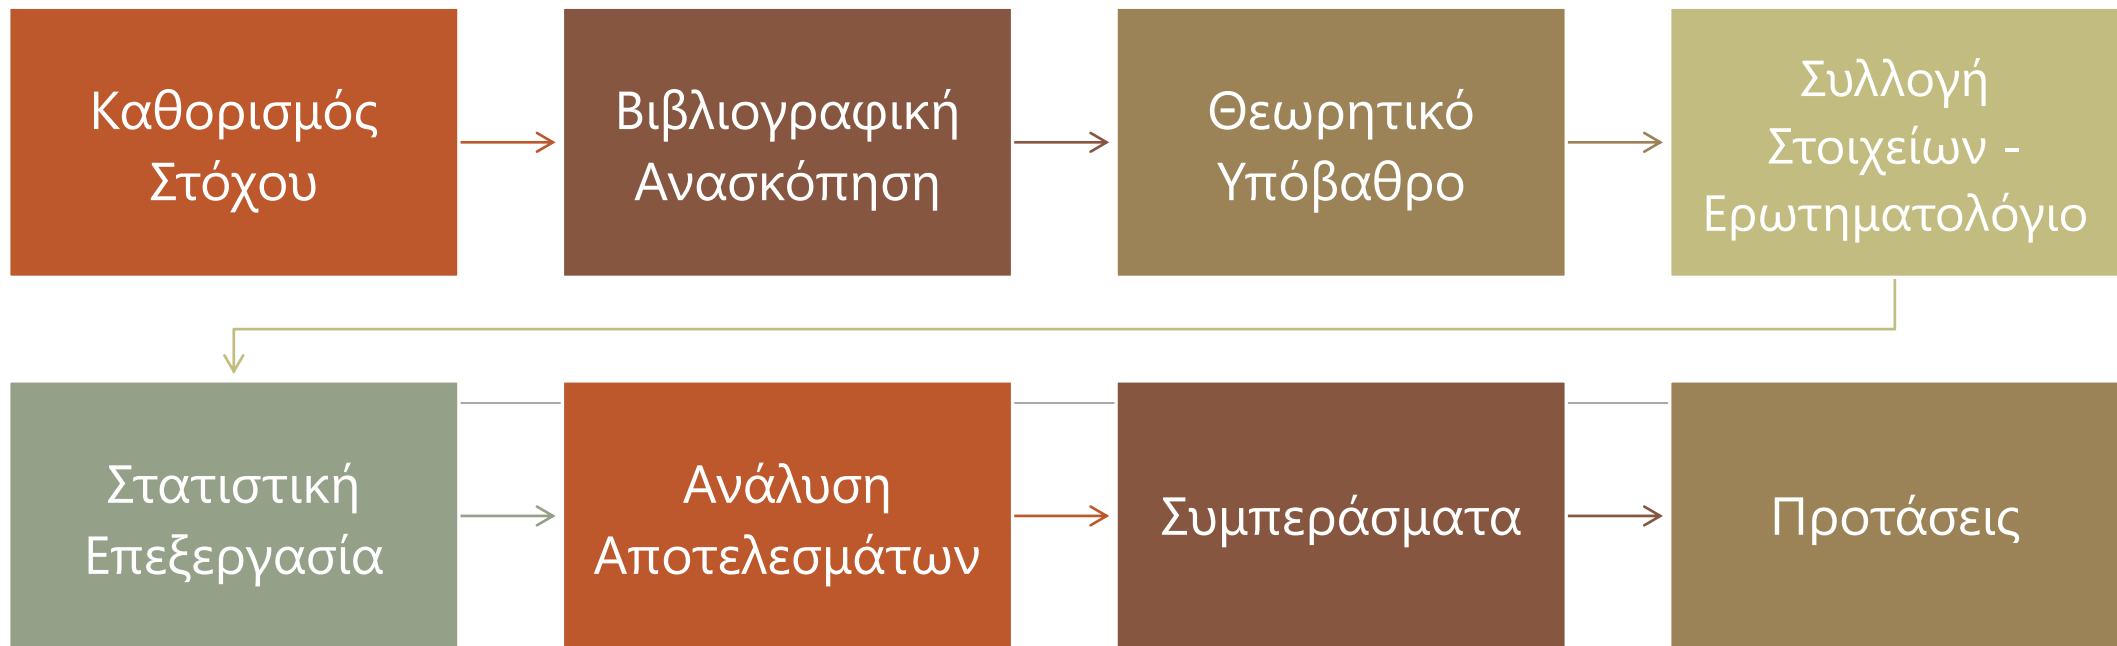 Καθορισμός
Στόχου
Βιβλιογραφική
Ανασκόπηση
Θεωρητικό
Υπόβαθρο
Συλλογή
Στοιχείων -
Ερωτηματολόγιο
Στατιστική
Επεξεργασία
Ανάλυση
Αποτελεσμάτων
Συμπεράσματα
Προτάσεις